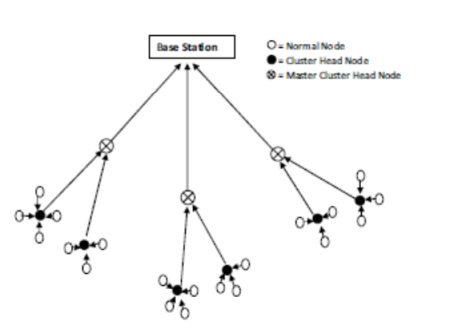 Base Station
= Normal Node
= Cluster Head Node
= Master Cluster Head Node